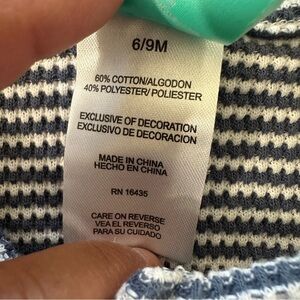 6/9M
60% COTTON/ALGODON
40% POLYESTER/ POLIESTER
EXCLUSIVE OF DECORATION
EXCLUSIVO DE DECORACION
MADE IN CHINA
HECHO EN CHINA
RN 16435
CARE ON REVERSE
VEA EL REVERSO
PARA SU CUIDADO